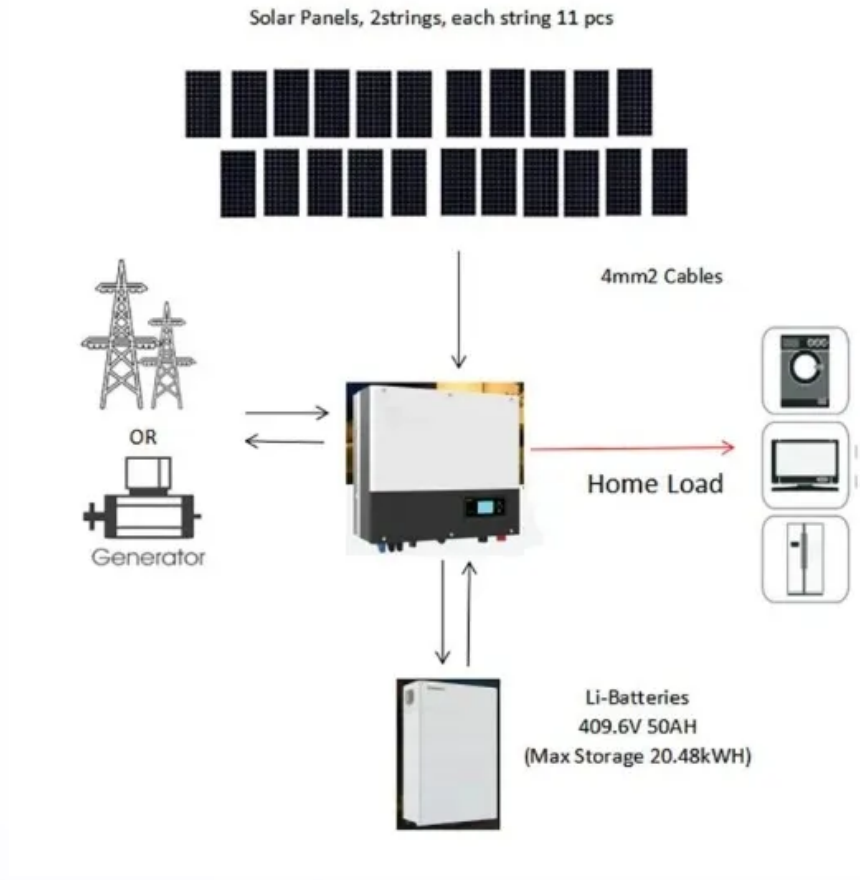 Solar Panels, 2strings, each string 11 pcs
4mm2 Cables
OR
Generator
Home Load
Li-Batteries
409.6V 50AH
(Max Storage 20.48kWH)